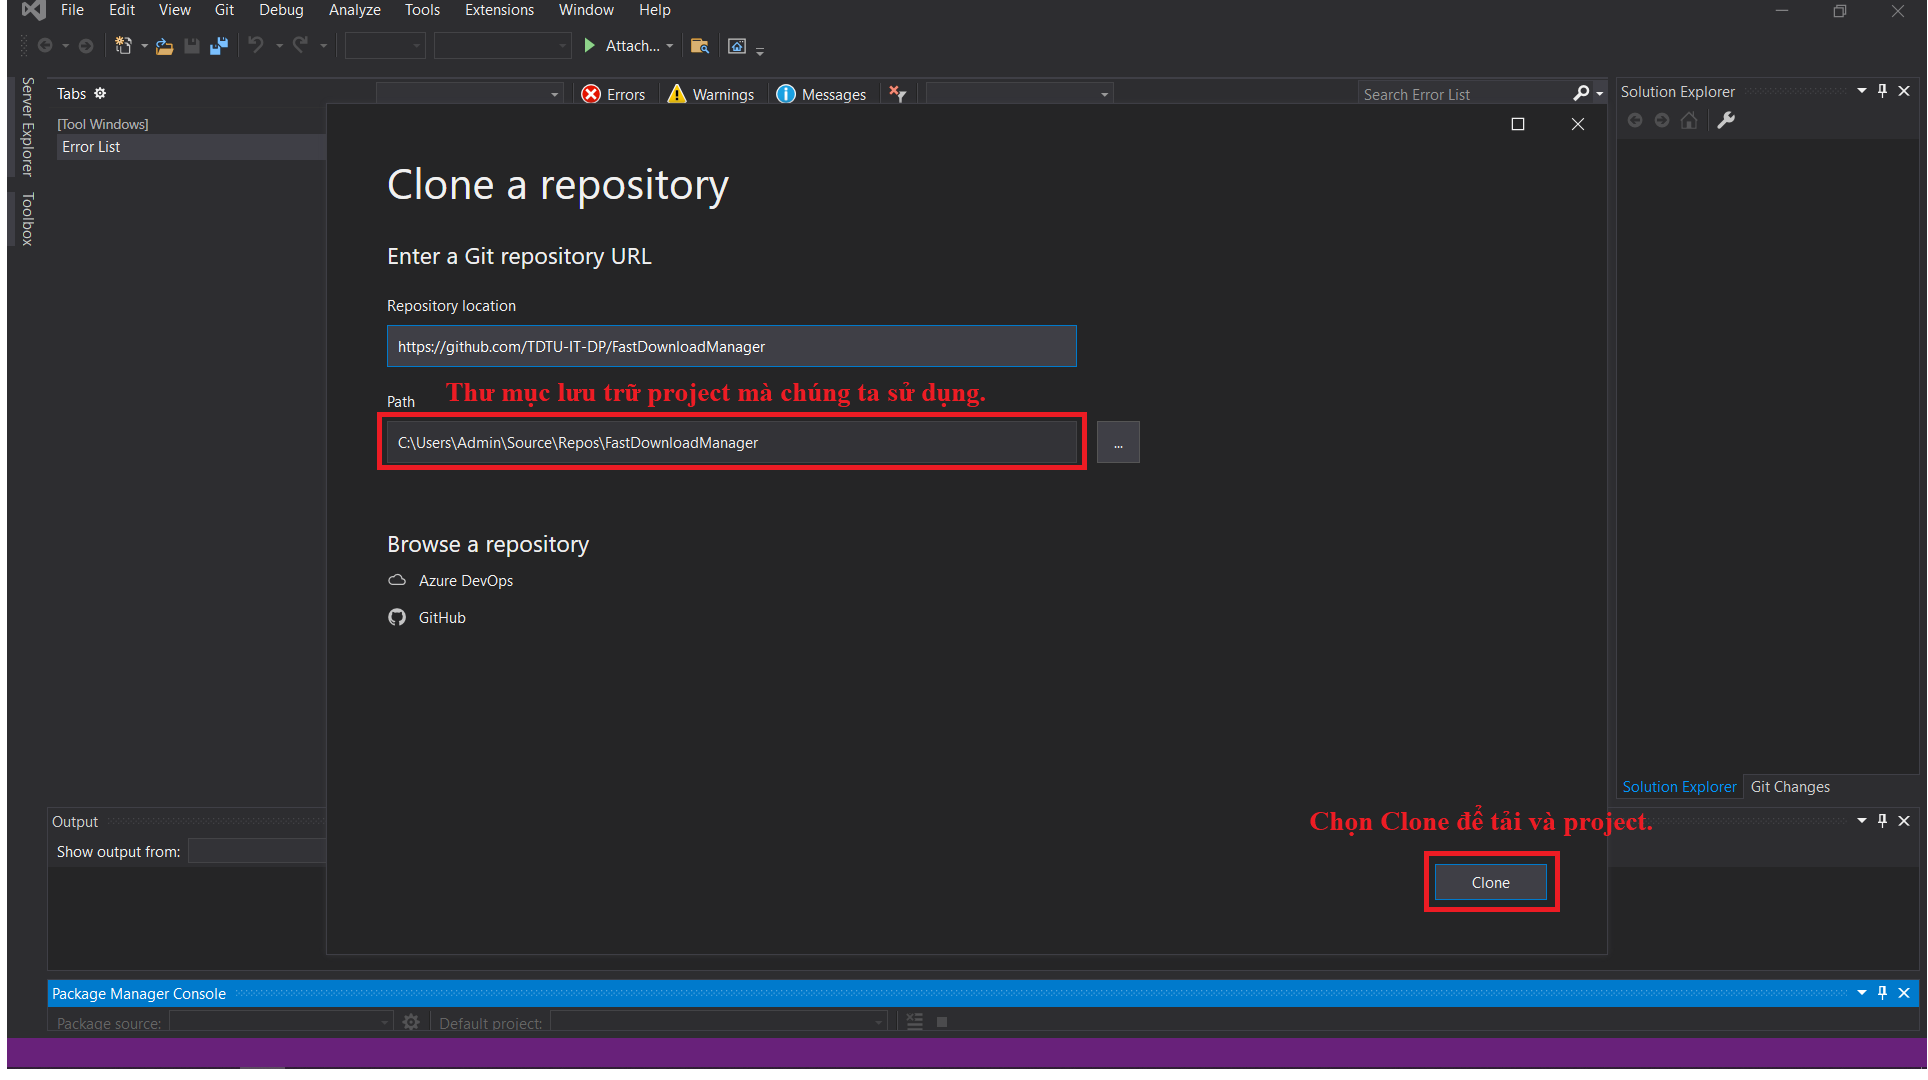 File Edit View Git Debug Analyze Tools Extensions Window Help
Attach...
Server Explorer
Toolbox
Tabs
[Tool Windows]
Error List
Errors Warnings Messages Search Error List
Clone a repository
Enter a Git repository URL
Repository location
https://github.com/TDTU-IT-DP/FastDownloadManager
Path Thư mục lưu trữ project mà chúng ta sử dụng.
C:\Users\Admin\Source\Repos\FastDownloadManager ...
Browse a repository
Azure DevOps
GitHub
Chọn Clone để tải và project.
Clone
Solution Explorer
Solution Explorer Git Changes
Output
Show output from:
Package Manager Console
Package source: Default project: